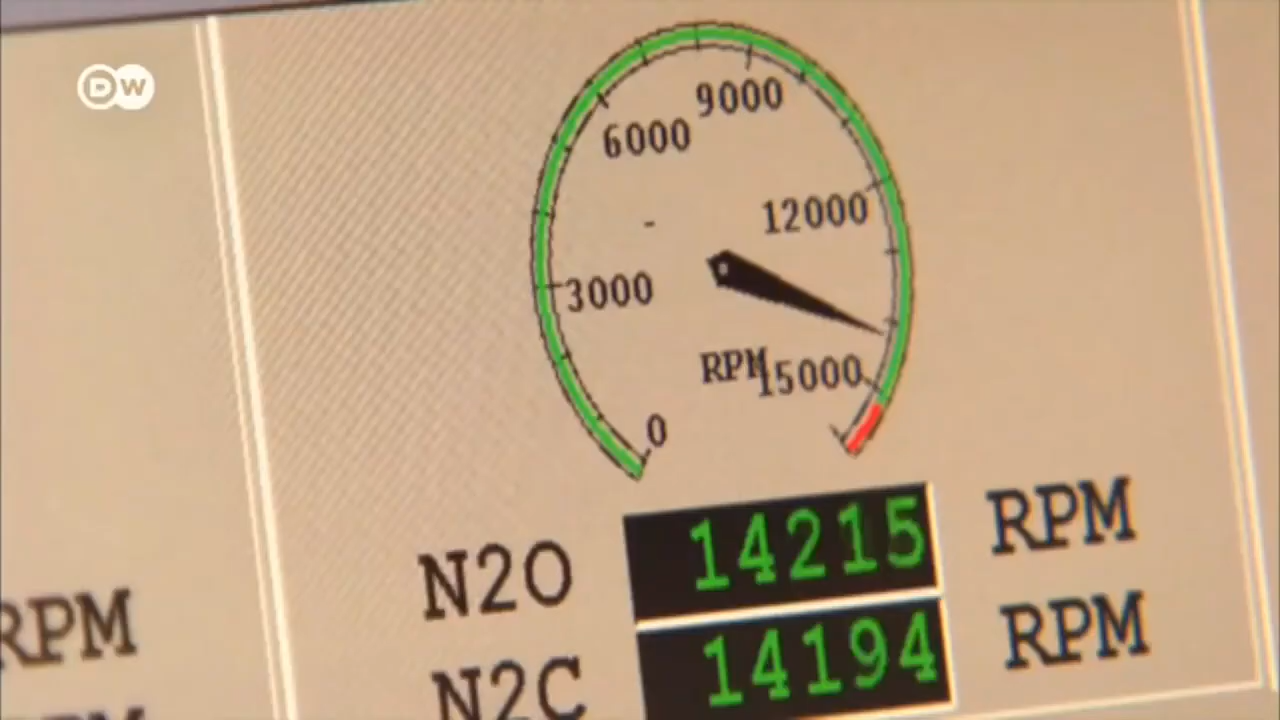 DW
9000
6000
12000
3000
RPM
15000
0
N2O 14215 RPM
RPM
N2C 14194 RPM